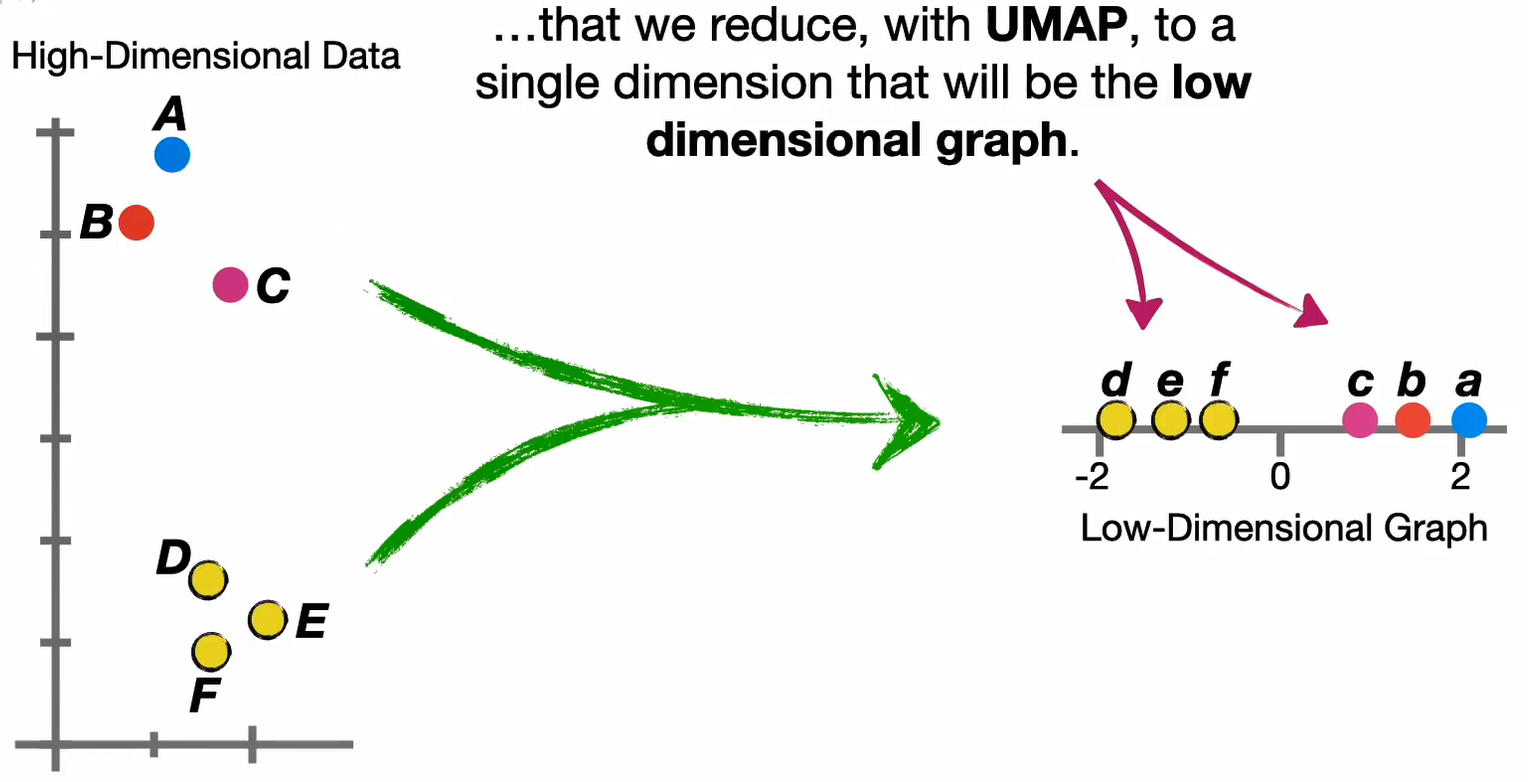 High-Dimensional Data
…that we reduce, with UMAP, to a
single dimension that will be the low
dimensional graph.
A
B
C
D
E
F
d e f c b a
-2 0 2
Low-Dimensional Graph